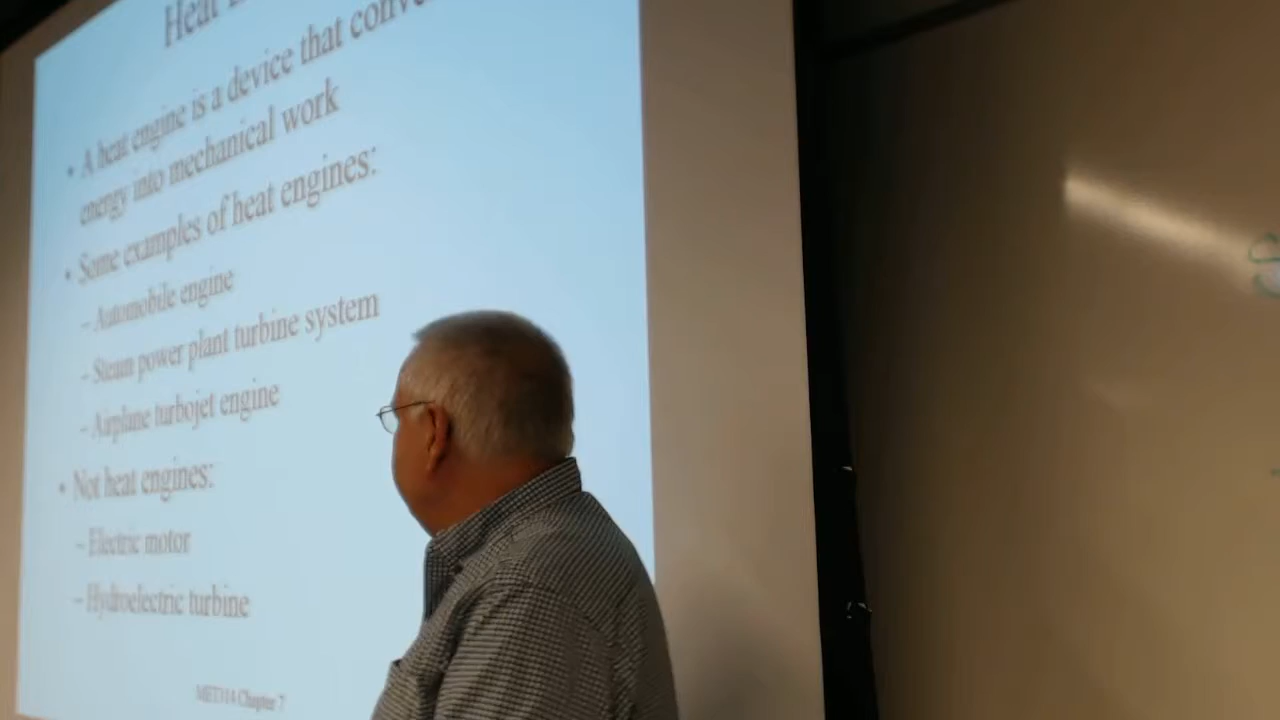 Heat
• A heat engine is a device that conve
energy into mechanical work
• Some examples of heat engines:
– Automobile engine
– Steam power plant turbine system
– Airplane turbojet engine
• Not heat engines:
– Electric motor
– Hydroelectric turbine
Chapter 7